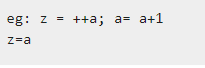 eg: z = ++a; a= a+1
z=a